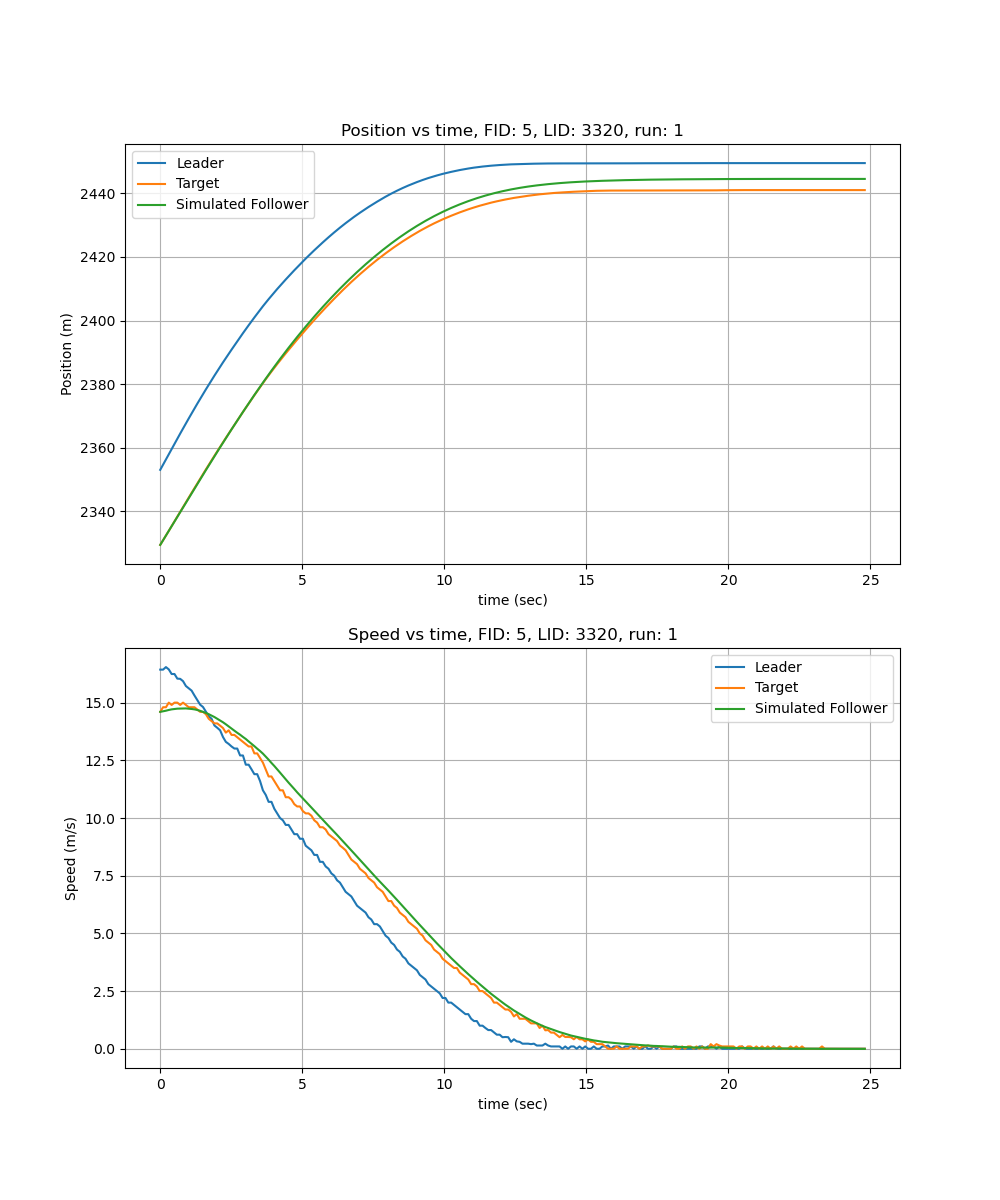 Position vs time, FID: 5, LID: 3320, run: 1
Leader
Target
Simulated Follower
2440
2420
2400
2380
2360
2340
Position (m)
0 5 10 15 20 25
time (sec)
Speed vs time, FID: 5, LID: 3320, run: 1
Leader
Target
Simulated Follower
15.0
12.5
10.0
7.5
5.0
2.5
0.0
Speed (m/s)
0 5 10 15 20 25
time (sec)